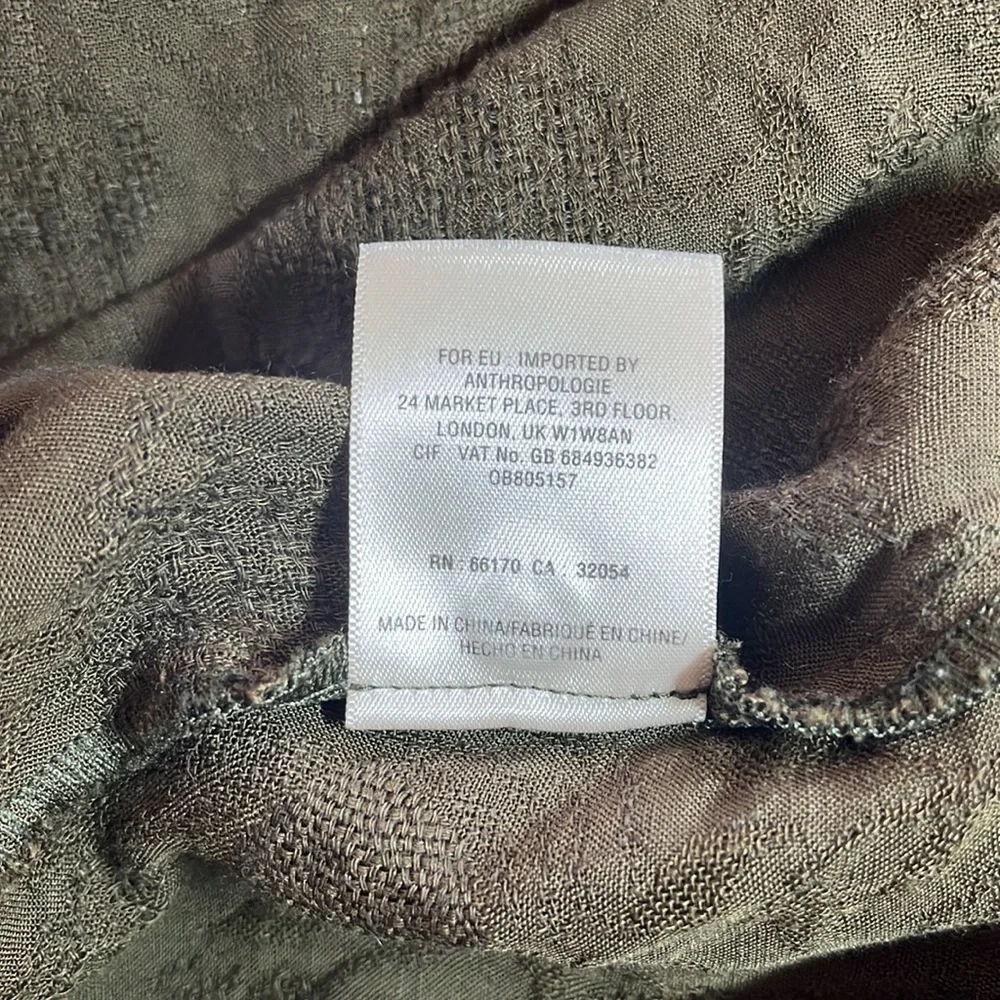 FOR EU : IMPORTED BY
ANTHROPOLOGIE
24 MARKET PLACE, 3RD FLOOR,
LONDON, UK W1W8AN
CIF VAT No. GB 684936382
OB805157
RN : 66170 CA : 32054
MADE IN CHINA/FABRIQUÉ EN CHINE/
HECHO EN CHINA